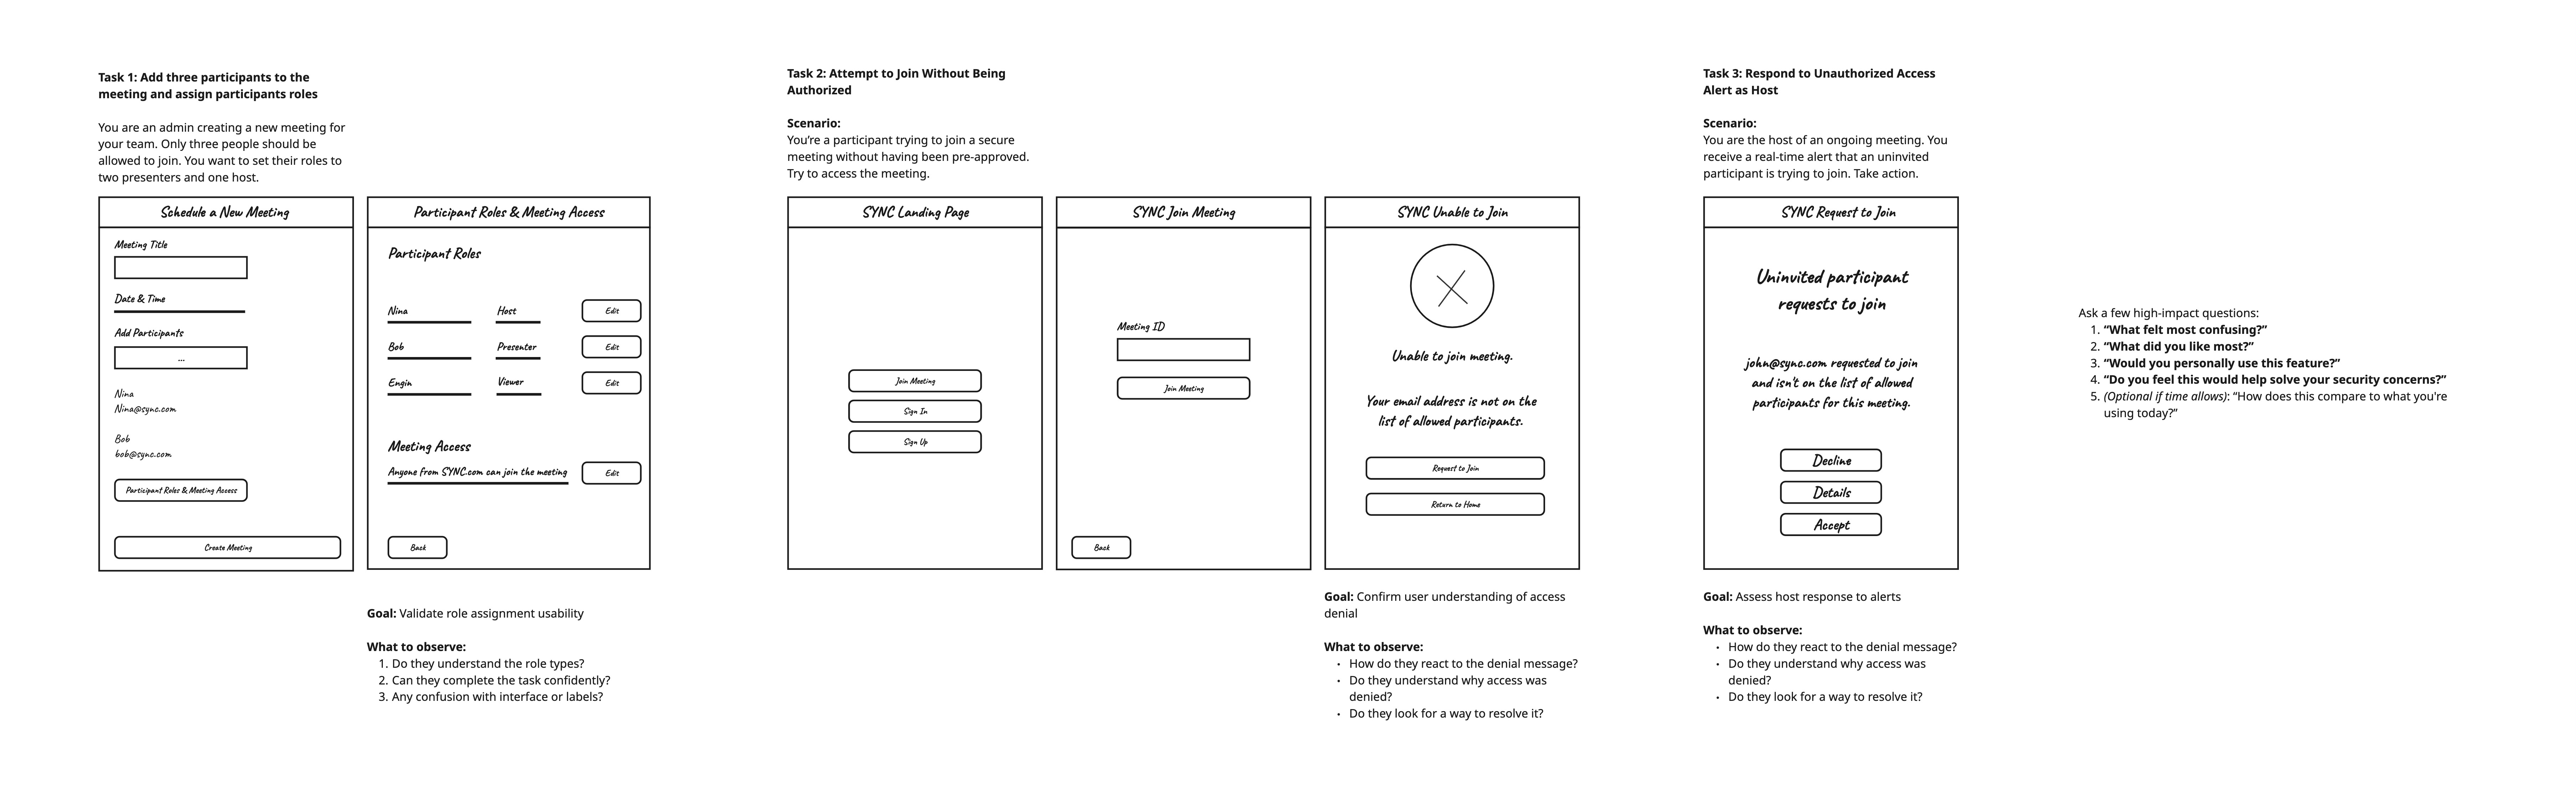 Task 1: Add three participants to the
meeting and assign participants roles
You are an admin creating a new meeting for
your team. Only three people should be
allowed to join. You want to set their roles to
two presenters and one host.
Schedule a New Meeting
Meeting Title
Date & Time
Add Participants
...
Nina
Nina@sync.com
Bob
bob@sync.com
Participant Roles & Meeting Access
Create Meeting
Participant Roles & Meeting Access
Participant Roles
Nina Host Edit
Bob Presenter Edit
Engin Viewer Edit
Meeting Access
Anyone from SYNC.com can join the meeting Edit
Back
Goal: Validate role assignment usability
What to observe:
1. Do they understand the role types?
2. Can they complete the task confidently?
3. Any confusion with interface or labels?
Task 2: Attempt to Join Without Being
Authorized
Scenario:
You’re a participant trying to join a secure
meeting without having been pre-approved.
Try to access the meeting.
SYNC Landing Page
Join Meeting
Sign In
Sign Up
SYNC Join Meeting
Meeting ID
Join Meeting
Back
SYNC Unable to Join
Unable to join meeting.
Your email address is not on the
list of allowed participants.
Request to Join
Return to Home
Goal: Confirm user understanding of access
denial
What to observe:
• How do they react to the denial message?
• Do they understand why access was
denied?
• Do they look for a way to resolve it?
Task 3: Respond to Unauthorized Access
Alert as Host
Scenario:
You are the host of an ongoing meeting. You
receive a real-time alert that an uninvited
participant is trying to join. Take action.
SYNC Request to Join
Uninvited participant
requests to join
john@sync.com requested to join
and isn't on the list of allowed
participants for this meeting.
Decline
Details
Accept
Goal: Assess host response to alerts
What to observe:
• How do they react to the denial message?
• Do they understand why access was
denied?
• Do they look for a way to resolve it?
Ask a few high-impact questions:
1. “What felt most confusing?”
2. “What did you like most?”
3. “Would you personally use this feature?”
4. “Do you feel this would help solve your security concerns?”
5. (Optional if time allows): “How does this compare to what you're
using today?”